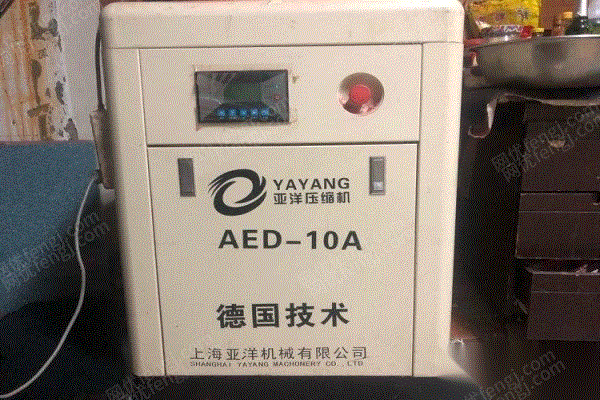 YAYANG
亚洋压缩机
AED-10A
德国技术
上海亚洋机械有限公司
SHANGHAI YAYANG MACHONERY CO., LTD